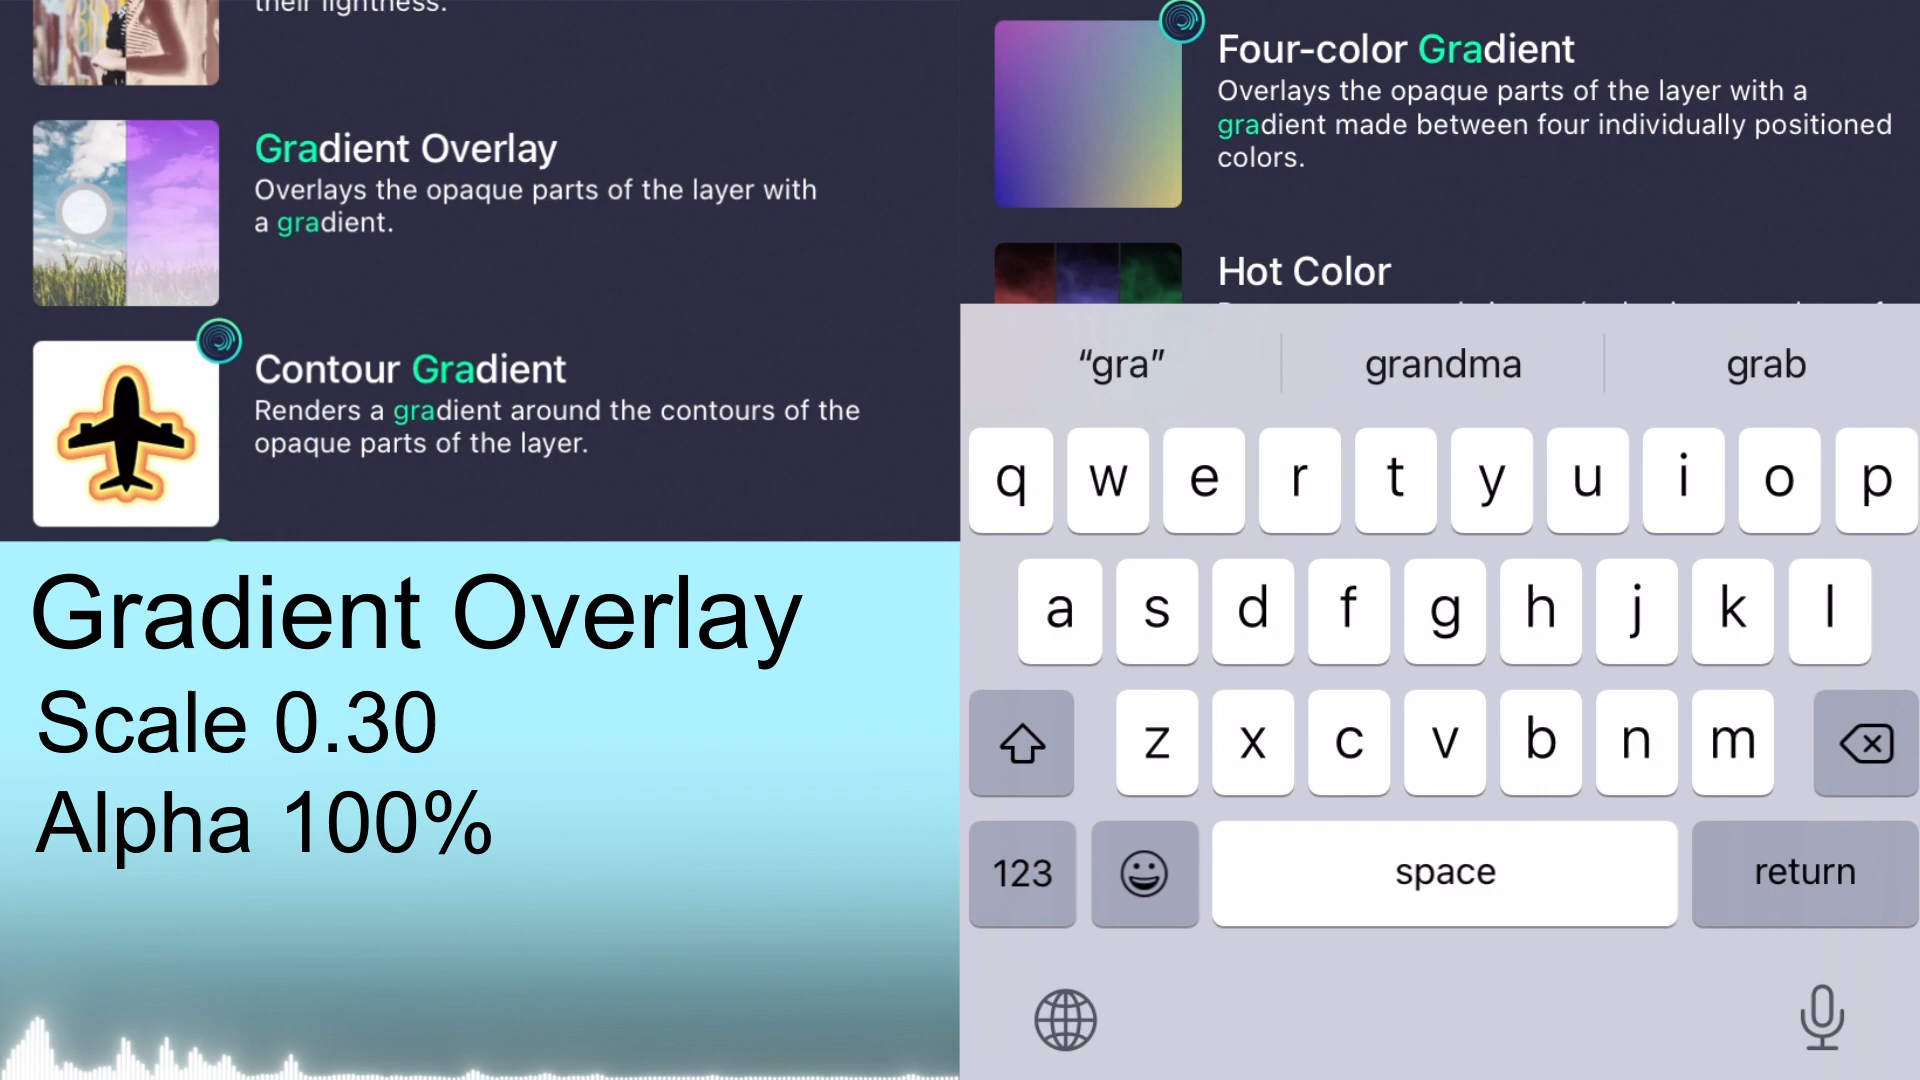 their lightness.
Gradient Overlay
Overlays the opaque parts of the layer with
a gradient.
Contour Gradient
Renders a gradient around the contours of the
opaque parts of the layer.
Gradient Overlay
Scale 0.30
Alpha 100%
Four-color Gradient
Overlays the opaque parts of the layer with a
gradient made between four individually positioned
colors.
Hot Color
“gra” grandma grab
q w e r t y u i o p
a s d f g h j k l
z x c v b n m
123 space return